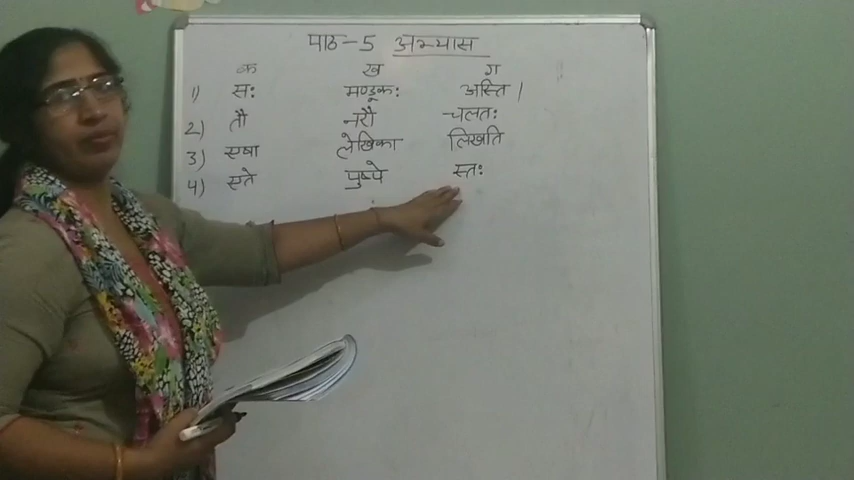 पाठ-5 अभ्यास
क ख ग
1) सः मण्डूकः अस्ति।
2) तौ नरौ चलतः
3) एषा लेखिका लिखति
4) एते पुष्पे स्तः